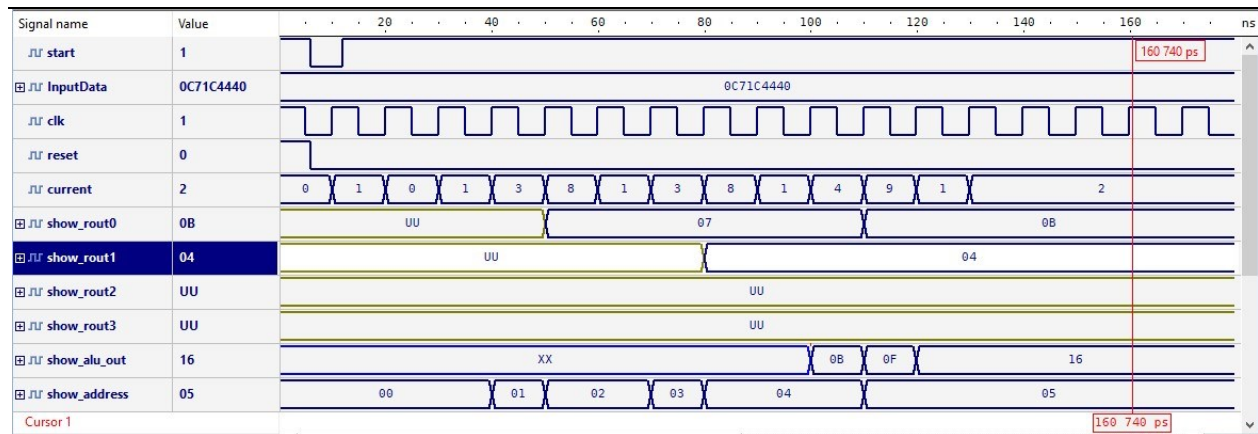 Signal name Value 20 40 60 80 100 120 140 160 ns
start 1 160 740 ps
InputData 0C71C4440 0C71C4440
clk 1
reset 0
current 2 0 1 0 1 3 8 1 3 8 1 4 9 1 2
show_rout0 0B UU 07 0B
show_rout1 04 UU 04
show_rout2 UU UU
show_rout3 UU UU
show_alu_out 16 XX 0B 0F 16
show_address 05 00 01 02 03 04 05
Cursor 1 160 740 ps